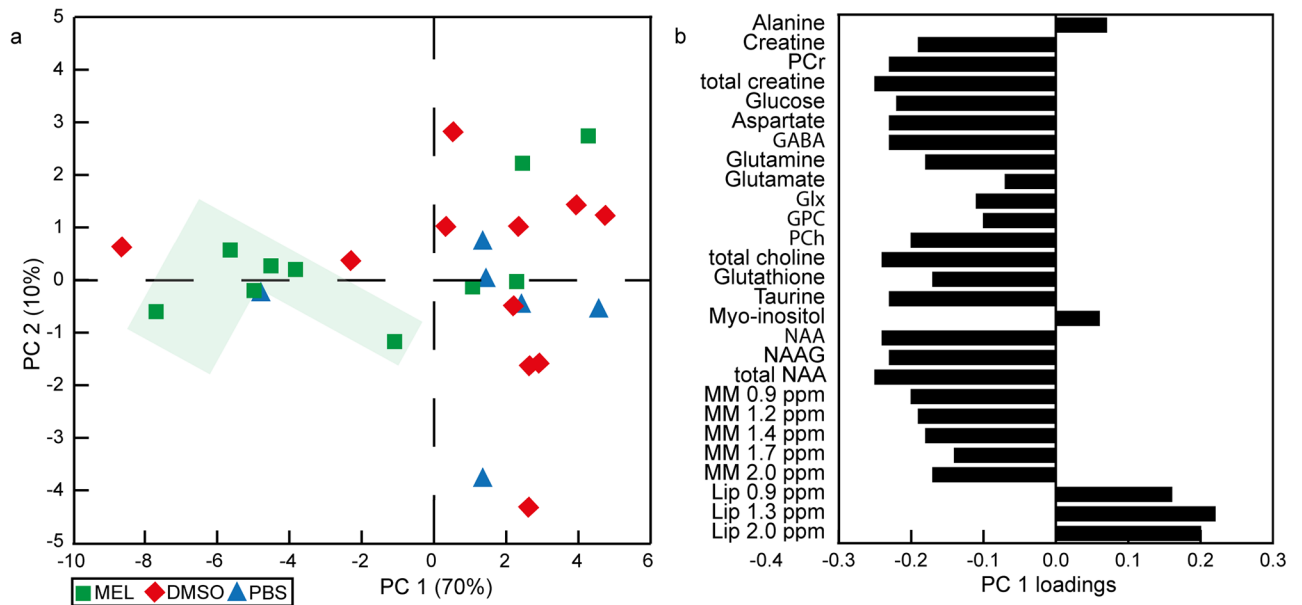 a
5
4
3
2
1
0
-1
-2
-3
-4
-5
PC 2 (10%)
-10 -8 -6 -4 -2 0 2 4 6
PC 1 (70%)
MEL DMSO PBS
b
Alanine
Creatine
PCr
total creatine
Glucose
Aspartate
GABA
Glutamine
Glutamate
Glx
GPC
PCh
total choline
Glutathione
Taurine
Myo-inositol
NAA
NAAG
total NAA
MM 0.9 ppm
MM 1.2 ppm
MM 1.4 ppm
MM 1.7 ppm
MM 2.0 ppm
Lip 0.9 ppm
Lip 1.3 ppm
Lip 2.0 ppm
-0.4 -0.3 -0.2 -0.1 0.0 0.1 0.2 0.3
PC 1 loadings